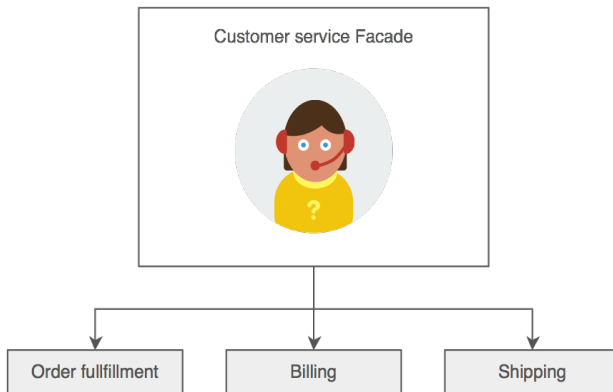 Customer service Facade
?
Order fullfillment
Billing
Shipping